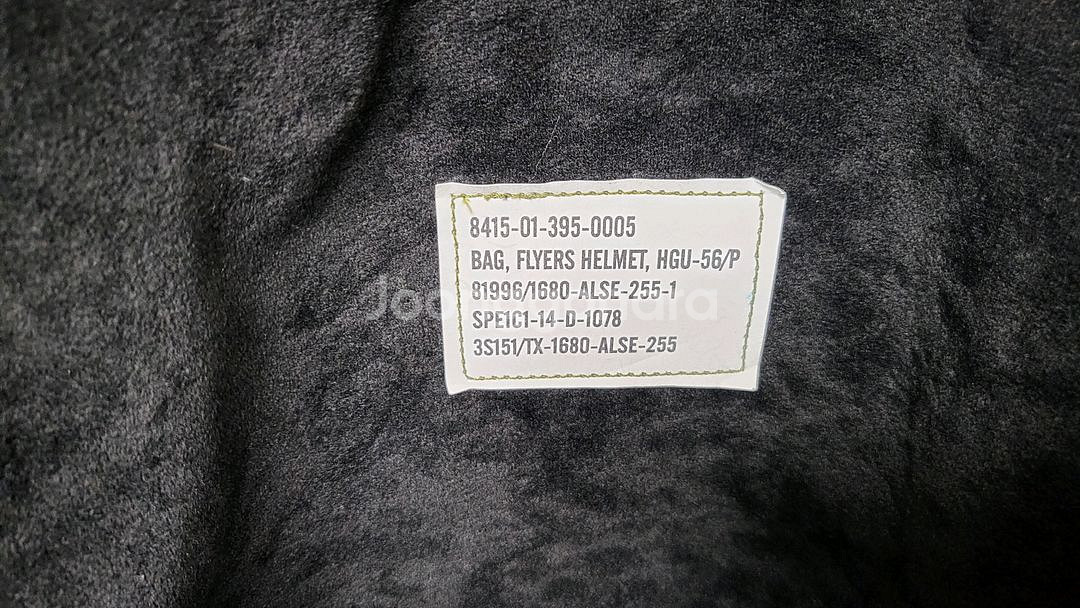 8415-01-395-0005
BAG, FLYERS HELMET, HGU-56/P
81996/1680-ALSE-255-1
SPE1C1-14-D-1078
3S151/TX-1680-ALSE-255